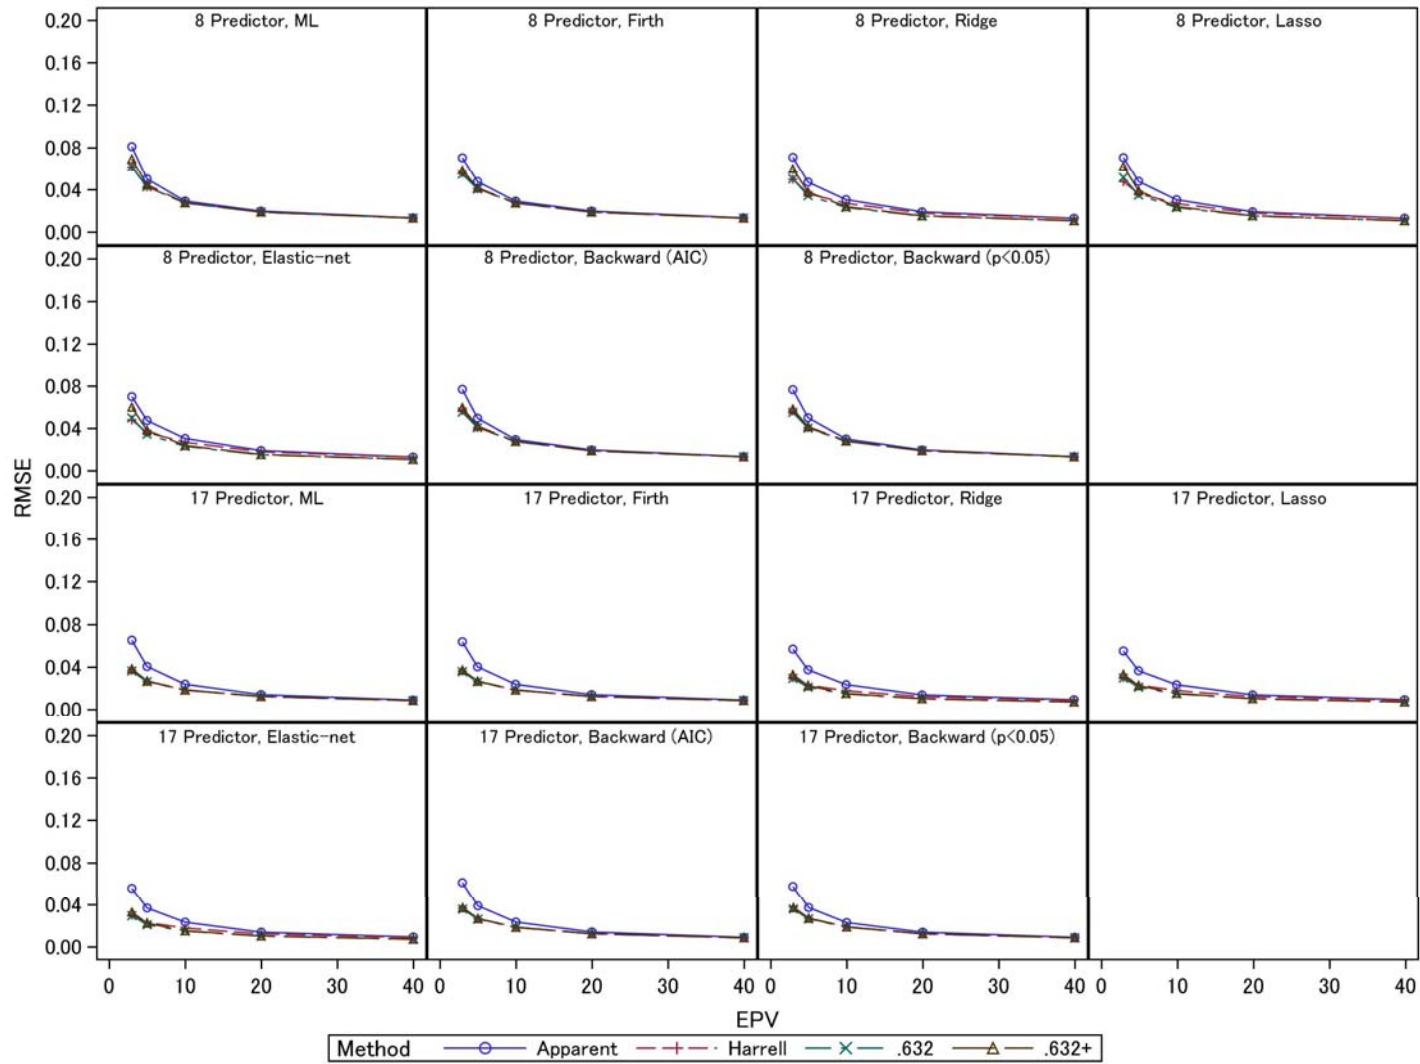 8 Predictor, ML
8 Predictor, Firth
8 Predictor, Ridge
8 Predictor, Lasso
0.20
0.16
0.12
0.08
0.04
0.00
8 Predictor, Elastic-net
8 Predictor, Backward (AIC)
8 Predictor, Backward (p<0.05)
0.20
0.16
0.12
0.08
0.04
0.00
RMSE
17 Predictor, ML
17 Predictor, Firth
17 Predictor, Ridge
17 Predictor, Lasso
0.20
0.16
0.12
0.08
0.04
0.00
17 Predictor, Elastic-net
17 Predictor, Backward (AIC)
17 Predictor, Backward (p<0.05)
0.20
0.16
0.12
0.08
0.04
0.00
0 10 20 30 40 0 10 20 30 40 0 10 20 30 40 0 10 20 30 40
EPV
Method Apparent Harrell .632 .632+